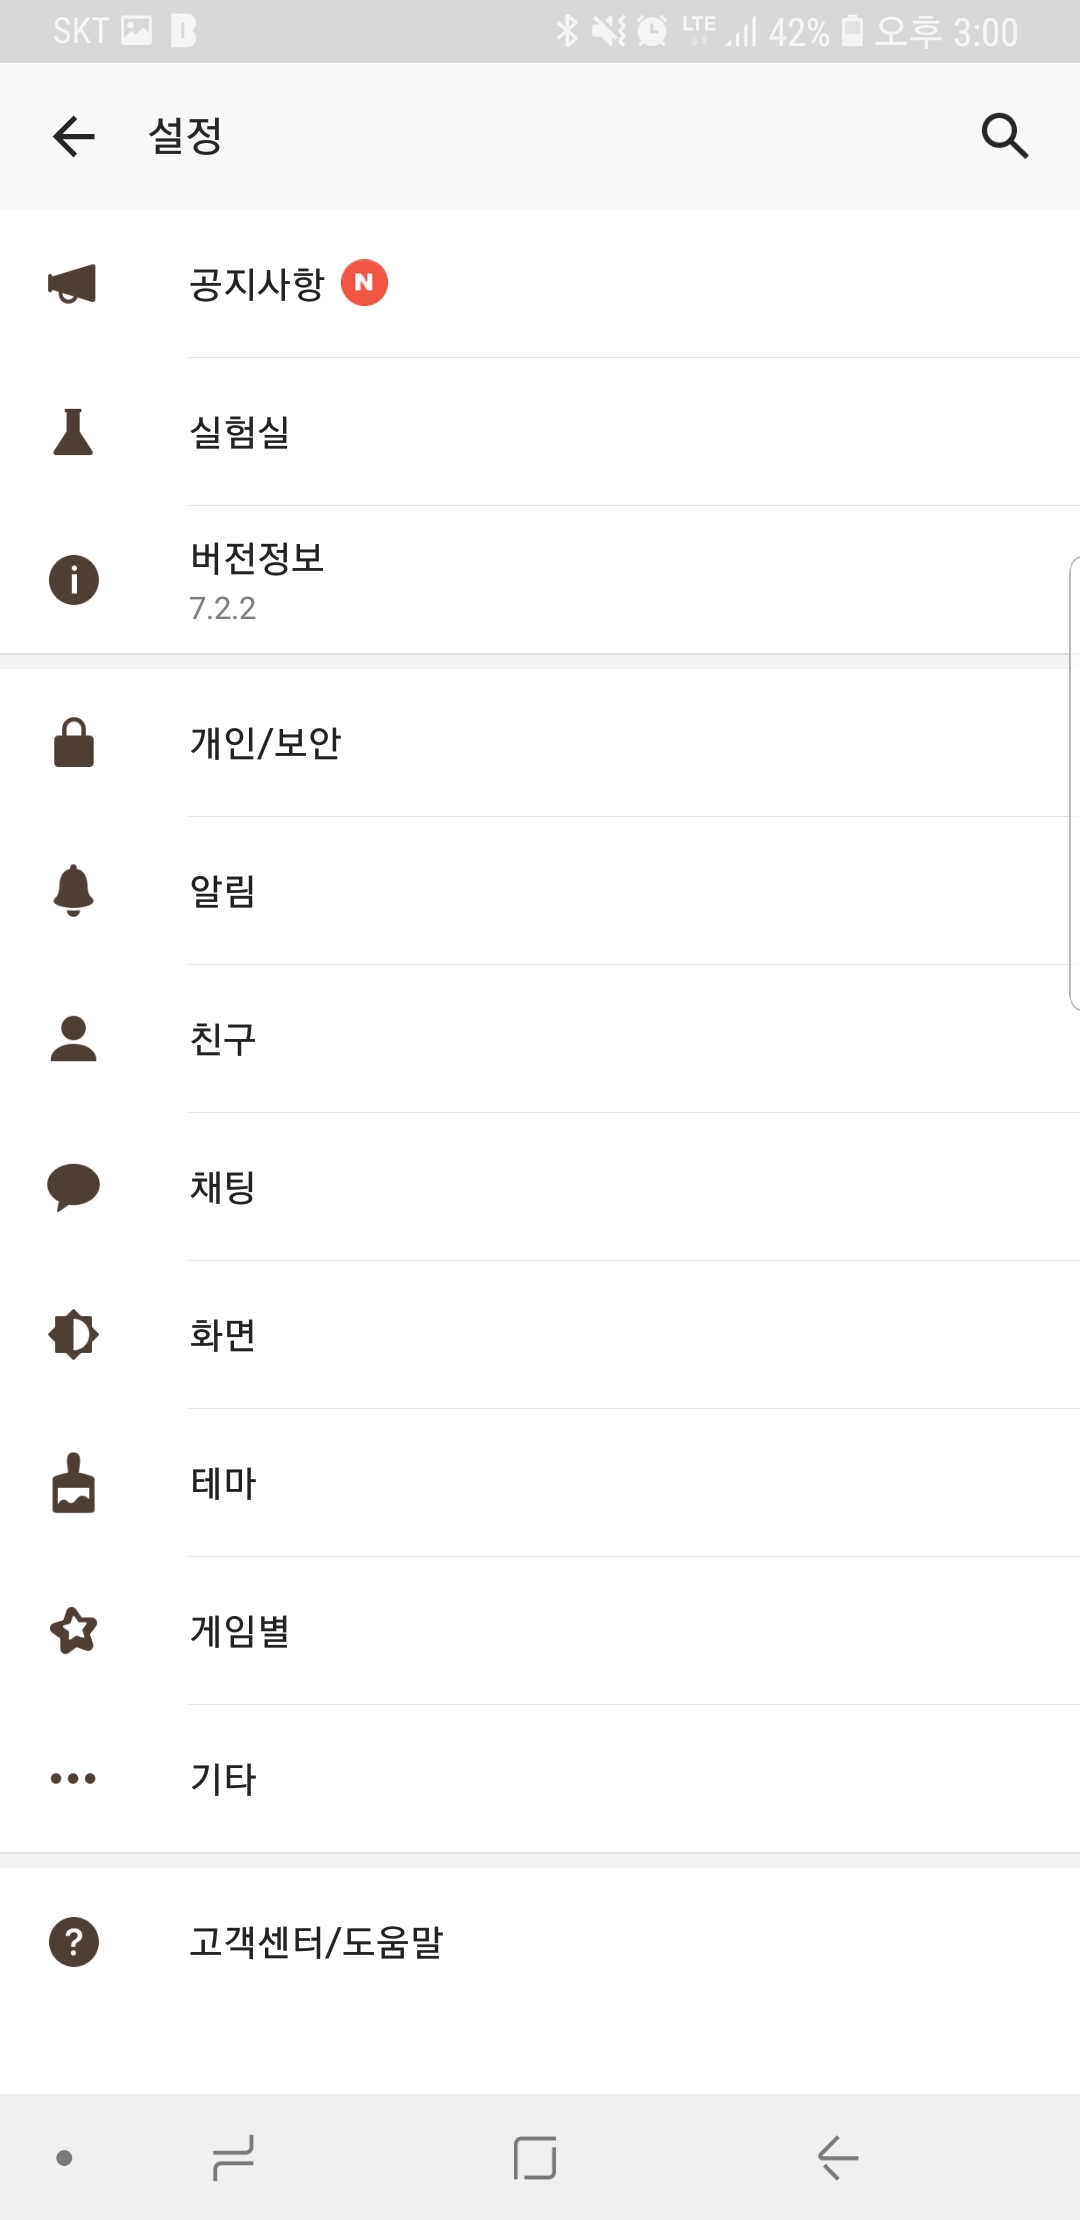 SKT LTE 42% 오후 3:00
설정
공지사항 N
실험실
버전정보
7.2.2
개인/보안
알림
친구
채팅
화면
테마
게임별
기타
고객센터/도움말